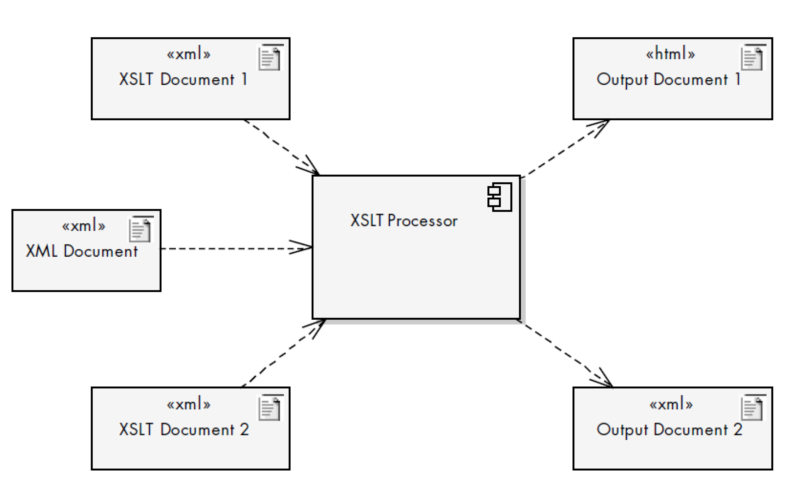 «xml»
XSLT Document 1
«html»
Output Document 1
XSLT Processor
«xml»
XML Document
«xml»
XSLT Document 2
«xml»
Output Document 2